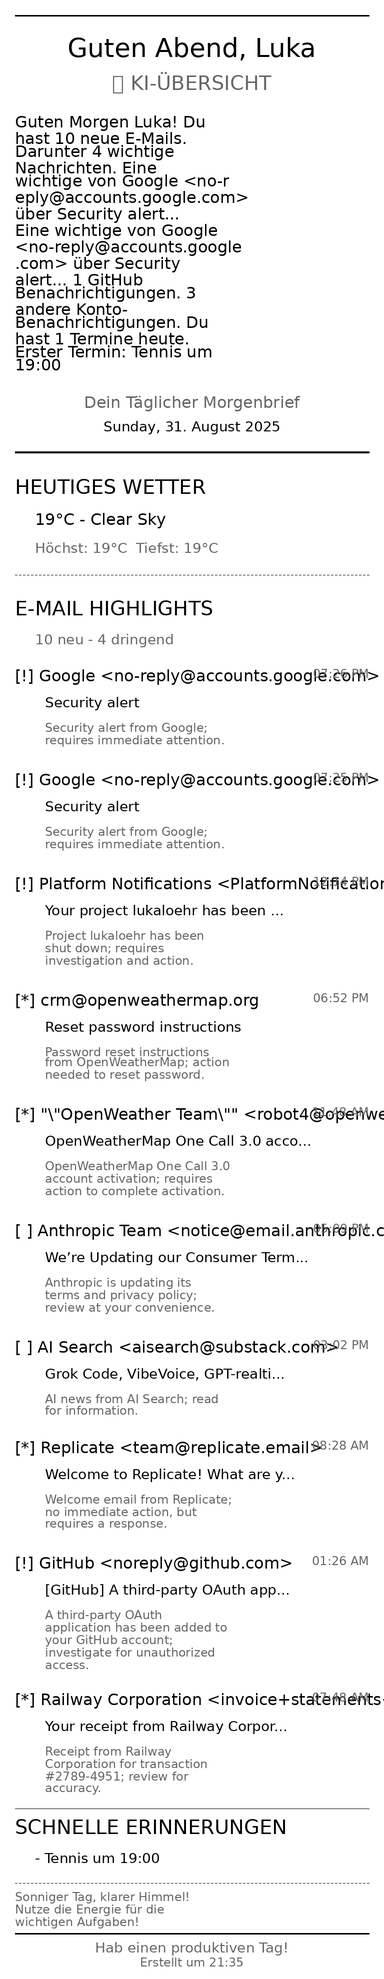 Guten Abend, Luka
KI-ÜBERSICHT
Guten Morgen Luka! Du
hast 10 neue E-Mails.
Darunter 4 wichtige
Nachrichten. Eine
wichtige von Google <no-r
eply@accounts.google.com>
über Security alert...
Eine wichtige von Google
<no-reply@accounts.google
.com> über Security
alert... 1 GitHub
Benachrichtigungen. 3
andere Konto-
Benachrichtigungen. Du
hast 1 Termine heute.
Erster Termin: Tennis um
19:00
Dein Täglicher Morgenbrief
Sunday, 31. August 2025
HEUTIGES WETTER
19°C - Clear Sky
Höchst: 19°C Tiefst: 19°C
E-MAIL HIGHLIGHTS
10 neu - 4 dringend
[!] Google <no-reply@accounts.google.com> 07:26 PM
Security alert
Security alert from Google;
requires immediate attention.
[!] Google <no-reply@accounts.google.com> 07:25 PM
Security alert
Security alert from Google;
requires immediate attention.
[!] Platform Notifications <PlatformNotification
Your project lukaloehr has been ...
Project lukaloehr has been
shut down; requires
investigation and action.
[*] crm@openweathermap.org 06:52 PM
Reset password instructions
Password reset instructions
from OpenWeatherMap; action
needed to reset password.
[*] "\"OpenWeather Team\"" <robot4@openwe
OpenWeatherMap One Call 3.0 acco...
OpenWeatherMap One Call 3.0
account activation; requires
action to complete activation.
[ ] Anthropic Team <notice@email.anthropic.c
We’re Updating our Consumer Term...
Anthropic is updating its
terms and privacy policy;
review at your convenience.
[ ] AI Search <aisearch@substack.com> 03:02 PM
Grok Code, VibeVoice, GPT-realti...
AI news from AI Search; read
for information.
[*] Replicate <team@replicate.email> 08:28 AM
Welcome to Replicate! What are y...
Welcome email from Replicate;
no immediate action, but
requires a response.
[!] GitHub <noreply@github.com> 01:26 AM
[GitHub] A third-party OAuth app...
A third-party OAuth
application has been added to
your GitHub account;
investigate for unauthorized
access.
[*] Railway Corporation <invoice+statements+
Your receipt from Railway Corpor...
Receipt from Railway
Corporation for transaction
#2789-4951; review for
accuracy.
SCHNELLE ERINNERUNGEN
- Tennis um 19:00
Sonniger Tag, klarer Himmel!
Nutze die Energie für die
wichtigen Aufgaben!
Hab einen produktiven Tag!
Erstellt um 21:35